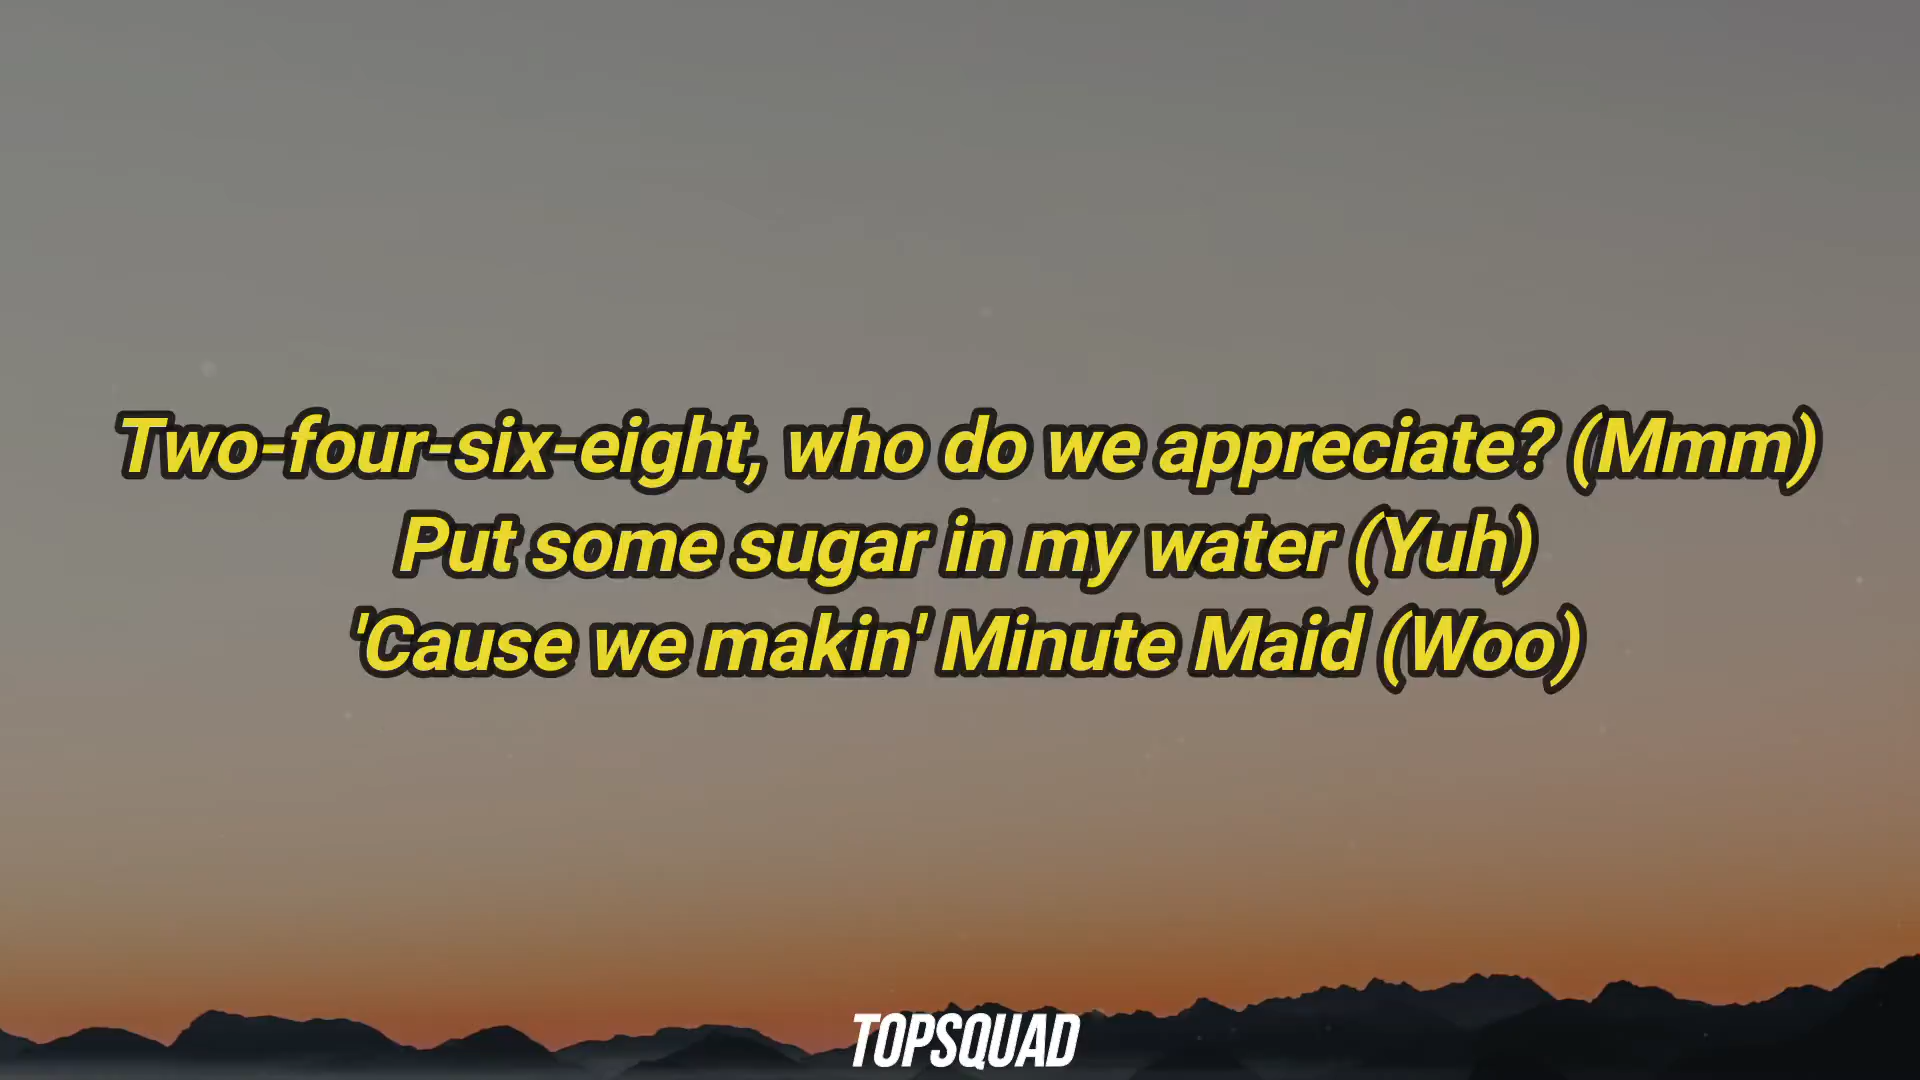 Two-four-six-eight, who do we appreciate? (Mmm)
Put some sugar in my water (Yuh)
'Cause we makin' Minute Maid (Woo)
TOPSQUAD